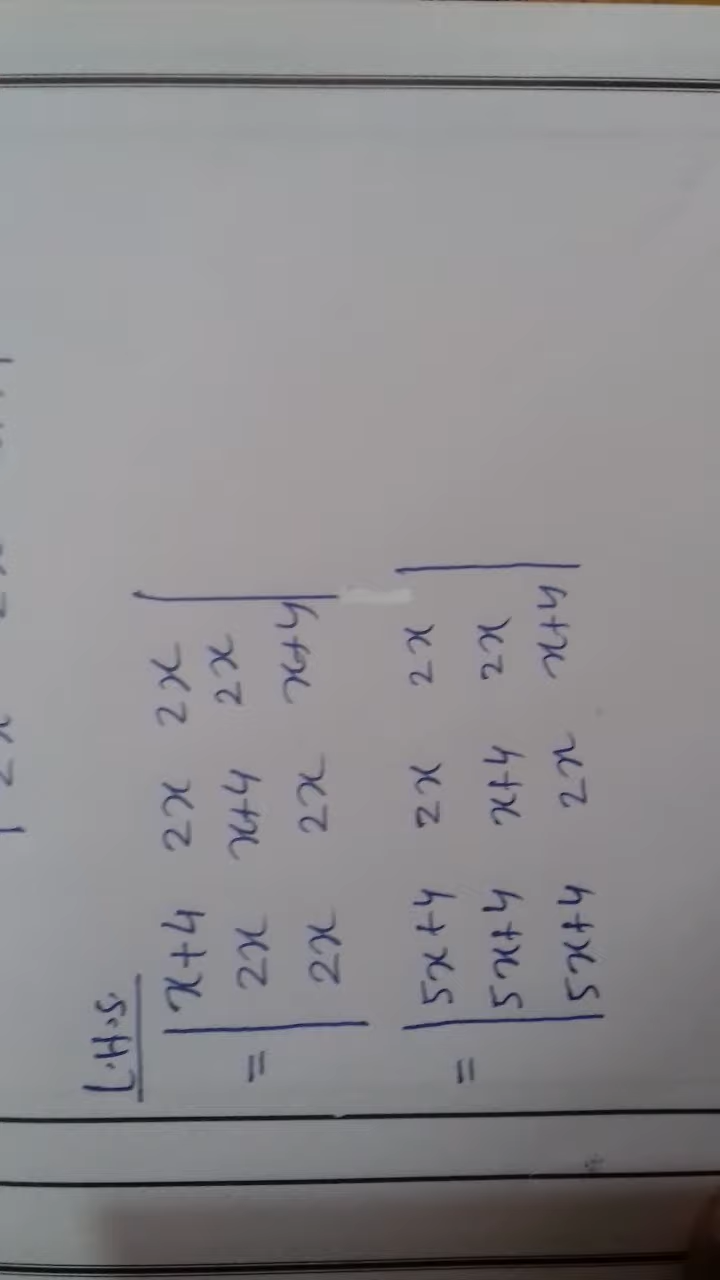 L.H.S.
| x+4 2x 2x |
= | 2x x+4 2x |
| 2x 2x x+4 |
| 5x+4 2x 2x |
= | 5x+4 x+4 2x |
| 5x+4 2x x+4 |